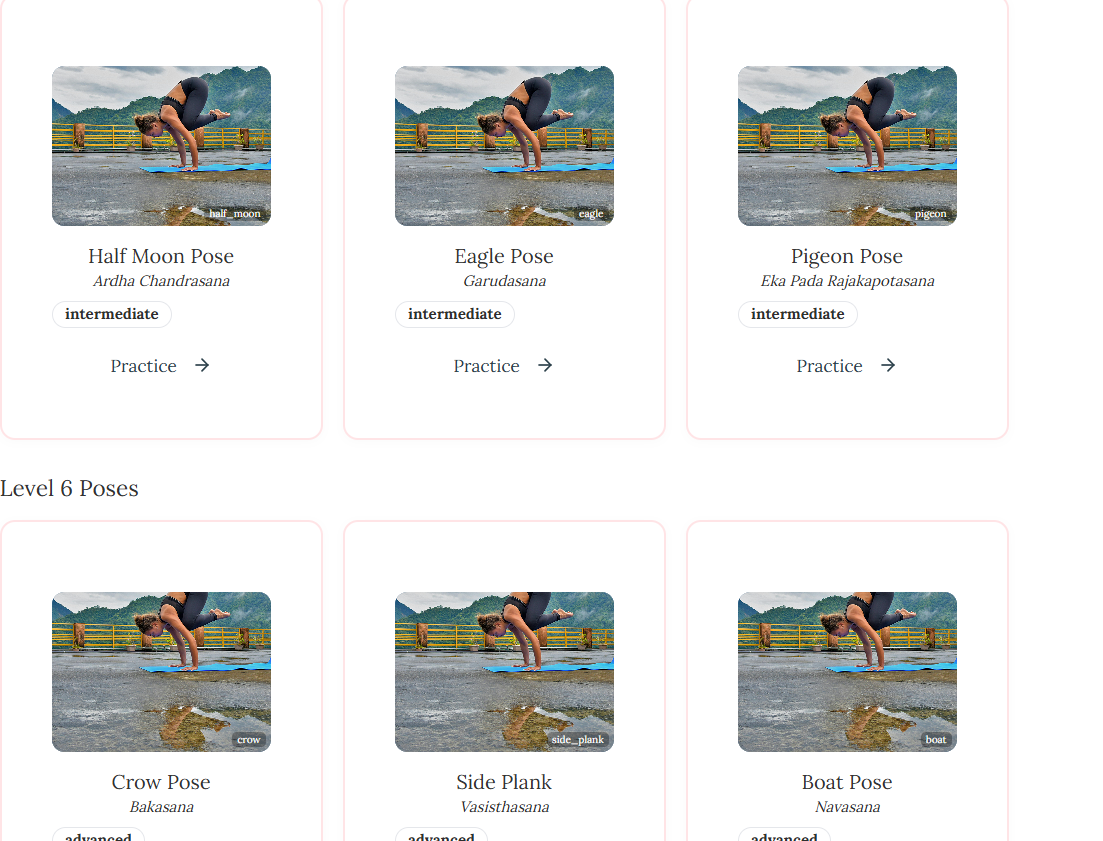 half_moon
eagle
pigeon
Half Moon Pose
Ardha Chandrasana
intermediate
Practice
Eagle Pose
Garudasana
intermediate
Practice
Pigeon Pose
Eka Pada Rajakapotasana
intermediate
Practice
Level 6 Poses
crow
side_plank
boat
Crow Pose
Bakasana
advanced
Side Plank
Vasisthasana
advanced
Boat Pose
Navasana
advanced